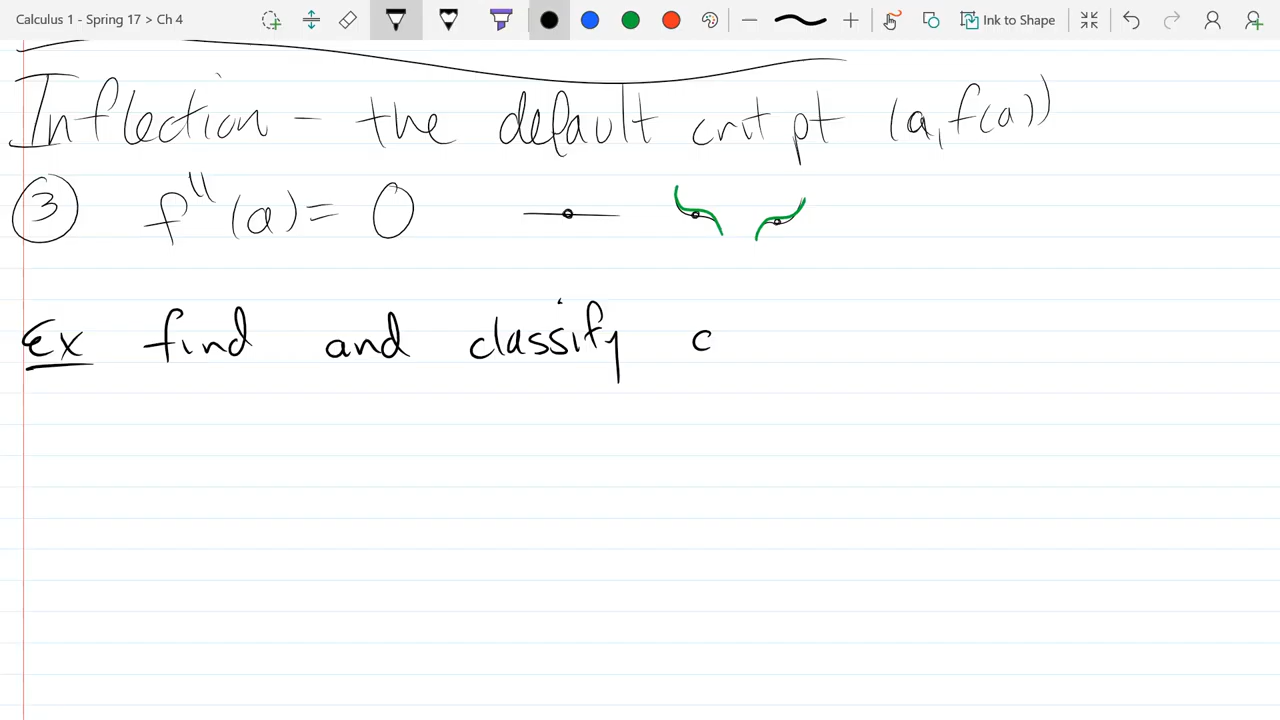 Calculus 1 - Spring 17 > Ch 4
Ink to Shape
Inflection - the default crit pt (a, f(a))
③ f''(a) = 0
Ex find and classify c